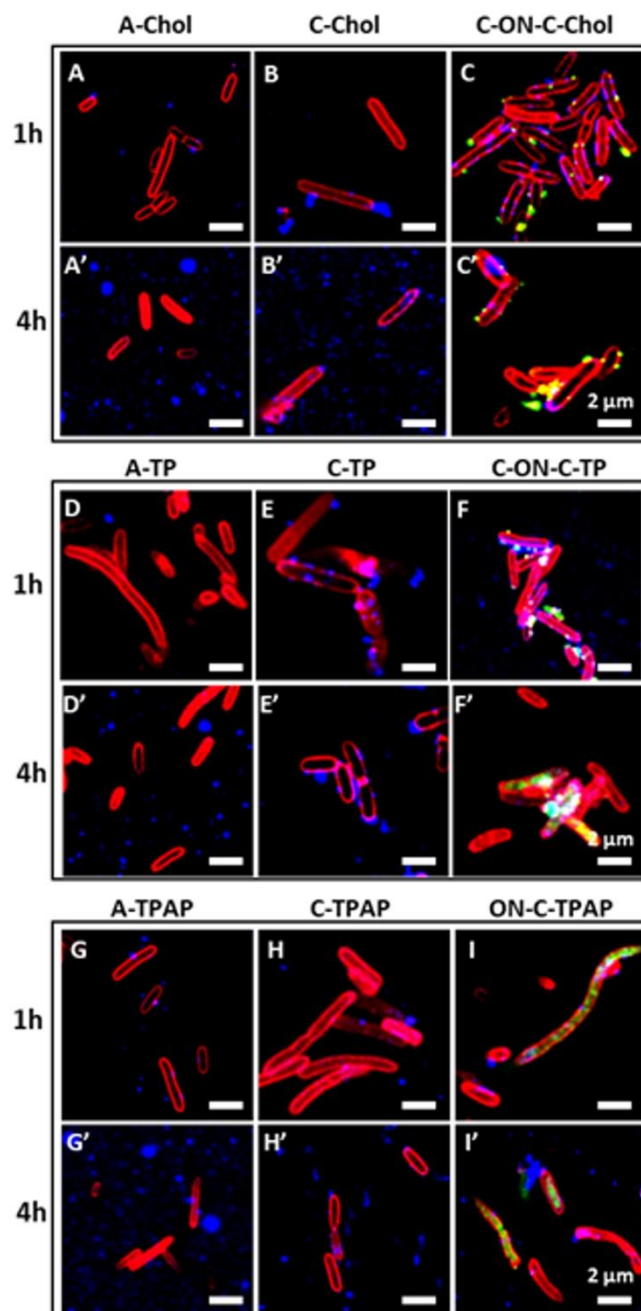 A-Chol C-Chol C-ON-C-Chol
1h A B C
4h A' B' C' 2 μm
A-TP C-TP C-ON-C-TP
1h D E F
4h D' E' F' 2 μm
A-TPAP C-TPAP ON-C-TPAP
1h G H I
4h G' H' I' 2 μm